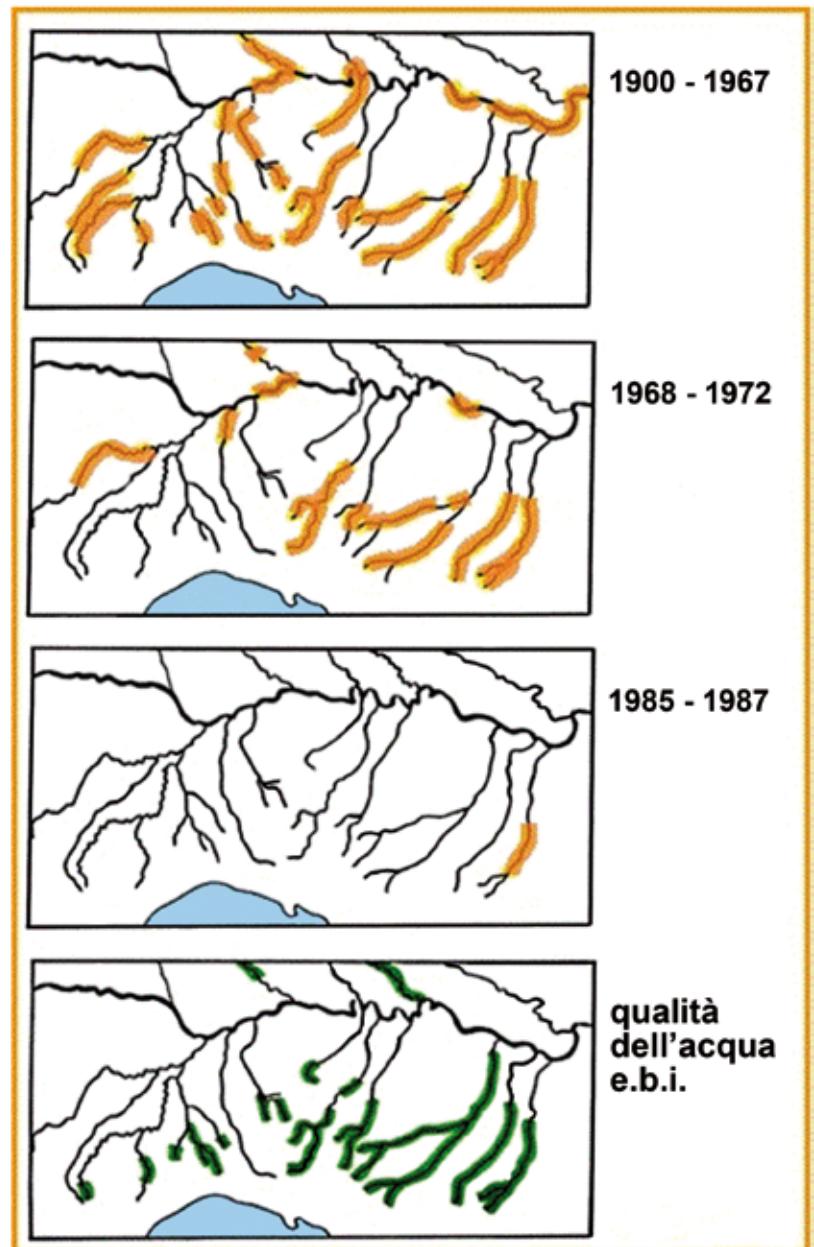 1900 - 1967
1968 - 1972
1985 - 1987
qualità
dell'acqua
e.b.i.